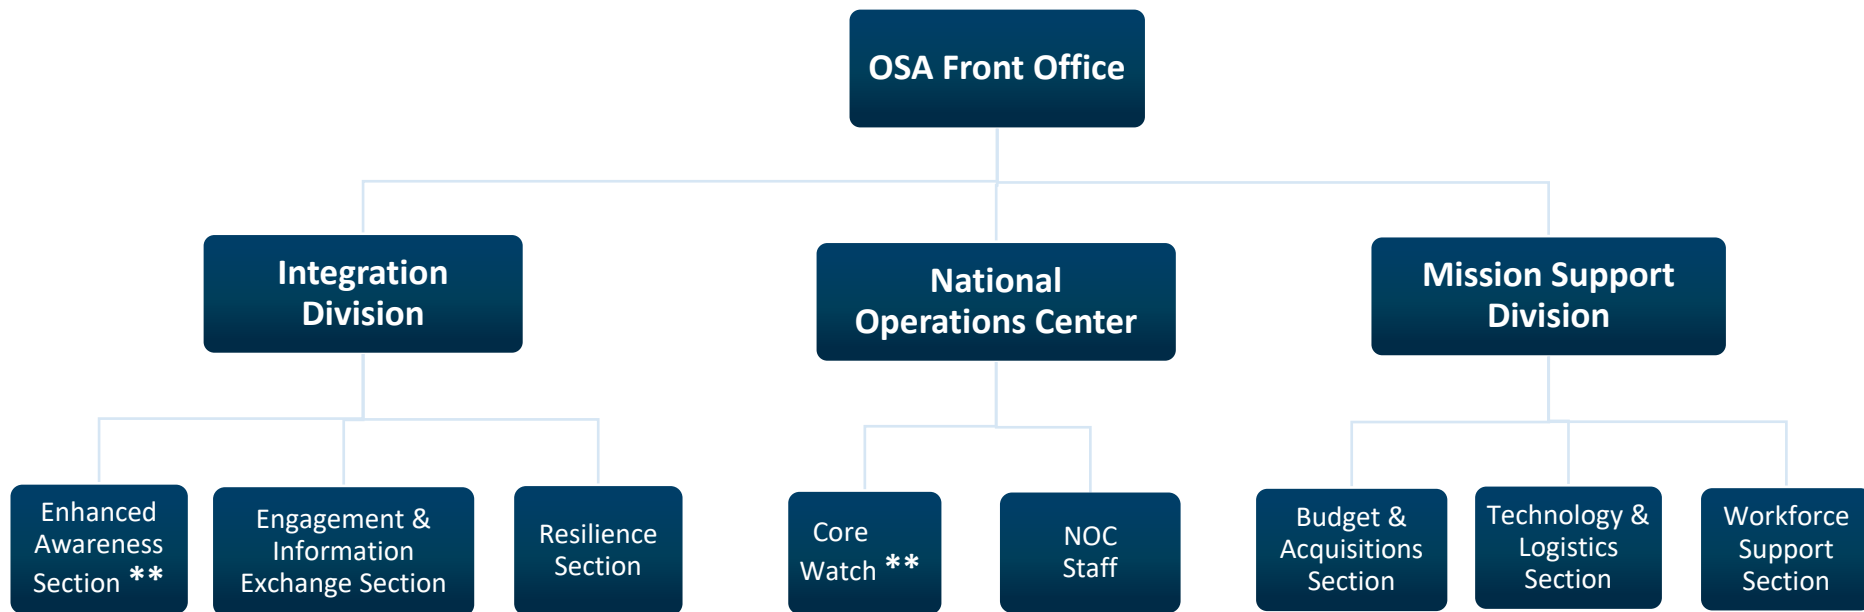 OSA Front Office
Integration
Division
National
Operations Center
Mission Support
Division
Enhanced
Awareness
Section **
Engagement &
Information
Exchange Section
Resilience
Section
Core
Watch **
NOC
Staff
Budget &
Acquisitions
Section
Technology &
Logistics
Section
Workforce
Support
Section